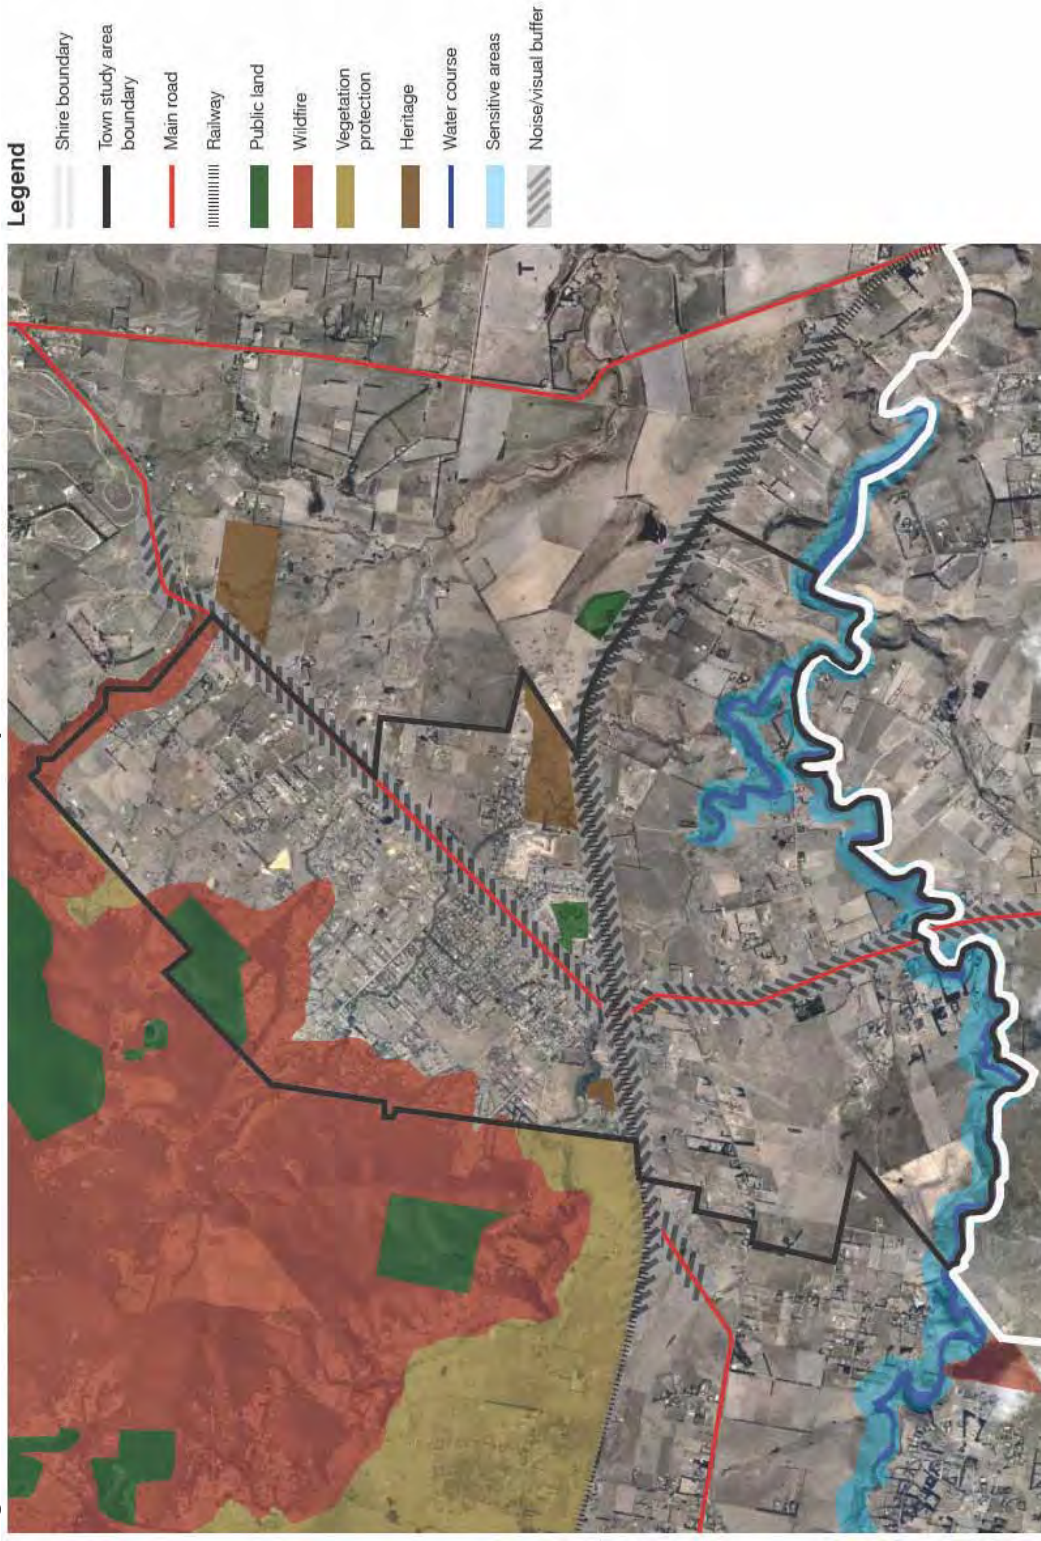 Legend
Shire boundary
Town study area
boundary
Main road
Railway
Public land
Wildfire
Vegetation
protection
Heritage
Water course
Sensitive areas
Noise/visual buffer